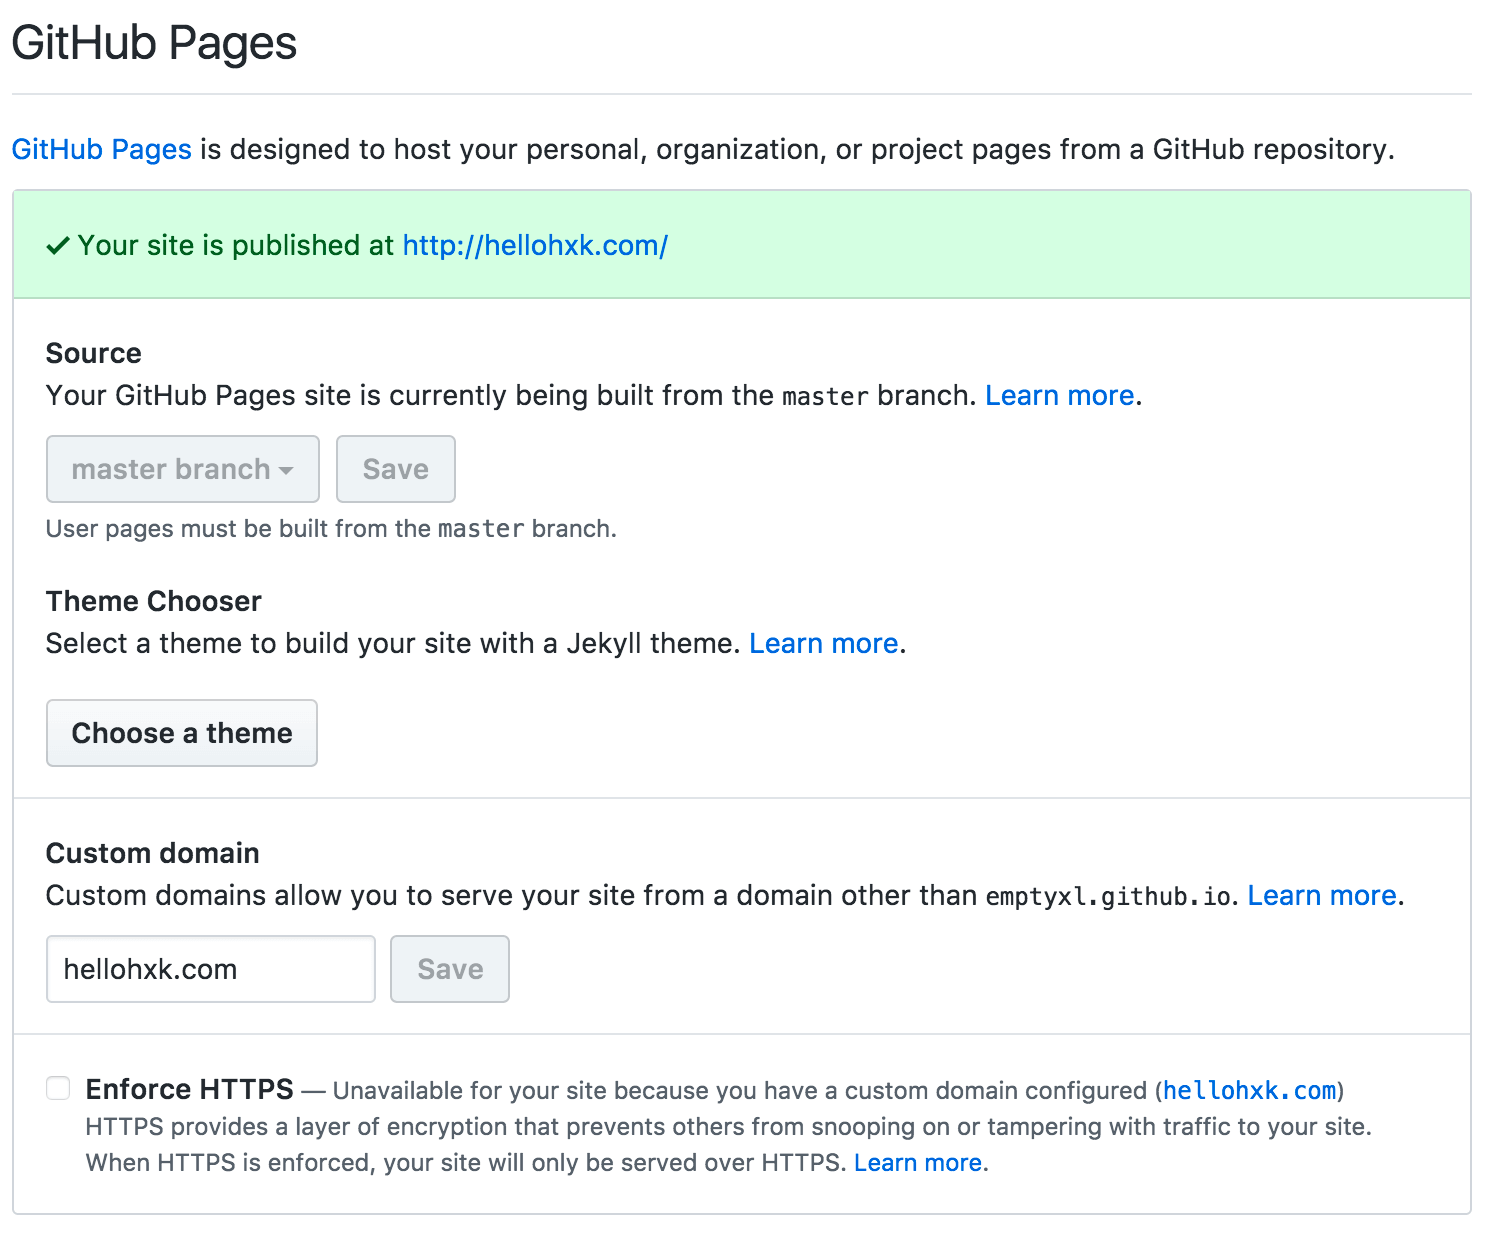 GitHub Pages
GitHub Pages is designed to host your personal, organization, or project pages from a GitHub repository.
✓ Your site is published at http://hellohxk.com/
Source
Your GitHub Pages site is currently being built from the master branch. Learn more.
master branch Save
User pages must be built from the master branch.
Theme Chooser
Select a theme to build your site with a Jekyll theme. Learn more.
Choose a theme
Custom domain
Custom domains allow you to serve your site from a domain other than emptyxl.github.io. Learn more.
hellohxk.com Save
Enforce HTTPS — Unavailable for your site because you have a custom domain configured (hellohxk.com)
HTTPS provides a layer of encryption that prevents others from snooping on or tampering with traffic to your site.
When HTTPS is enforced, your site will only be served over HTTPS. Learn more.